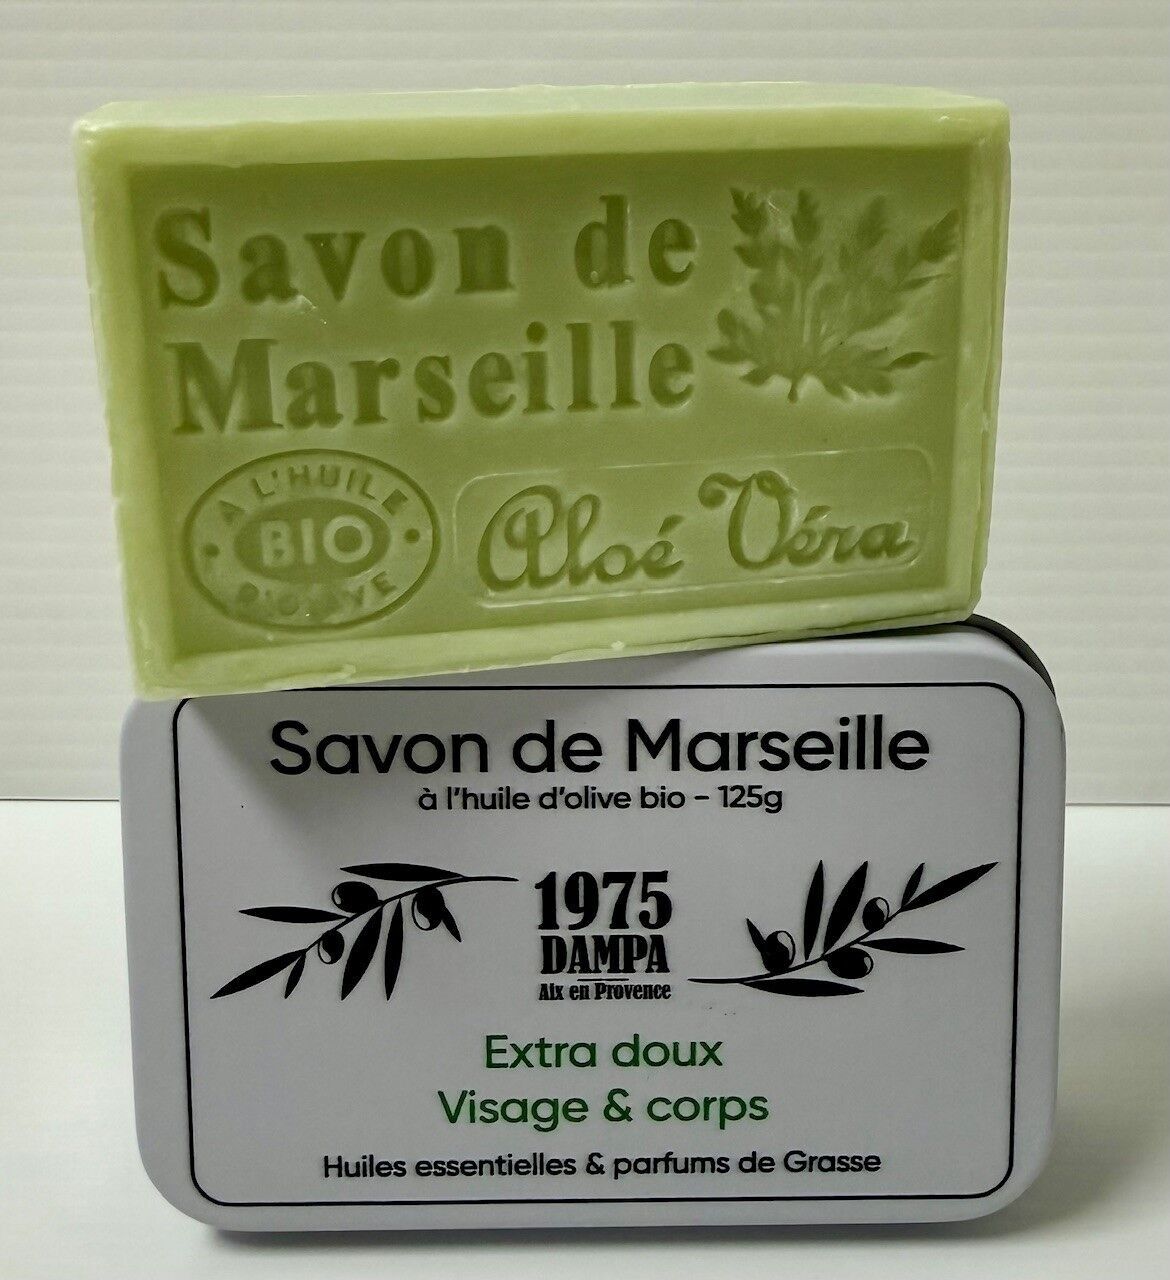 Savon de
Marseille
A L'HUILE
BIO
Aloé Véra
Savon de Marseille
à l'huile d'olive bio - 125g
1975
DAMPA
Aix en Provence
Extra doux
Visage & corps
Huiles essentielles & parfums de Grasse